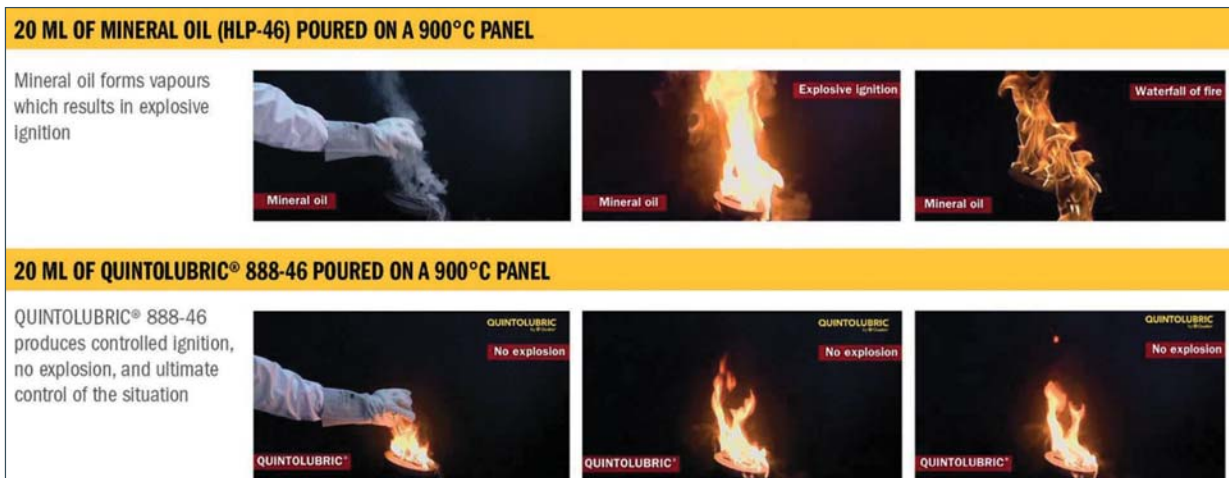 20 ML OF MINERAL OIL (HLP-46) POURED ON A 900°C PANEL
Mineral oil forms vapours
which results in explosive
ignition
Mineral oil
Explosive ignition
Mineral oil
Waterfall of fire
Mineral oil
20 ML OF QUINTOLUBRIC® 888-46 POURED ON A 900°C PANEL
QUINTOLUBRIC® 888-46
produces controlled ignition,
no explosion, and ultimate
control of the situation
QUINTOLUBRIC
No explosion
QUINTOLUBRIC®
QUINTOLUBRIC
No explosion
QUINTOLUBRIC®
QUINTOLUBRIC
No explosion
QUINTOLUBRIC®